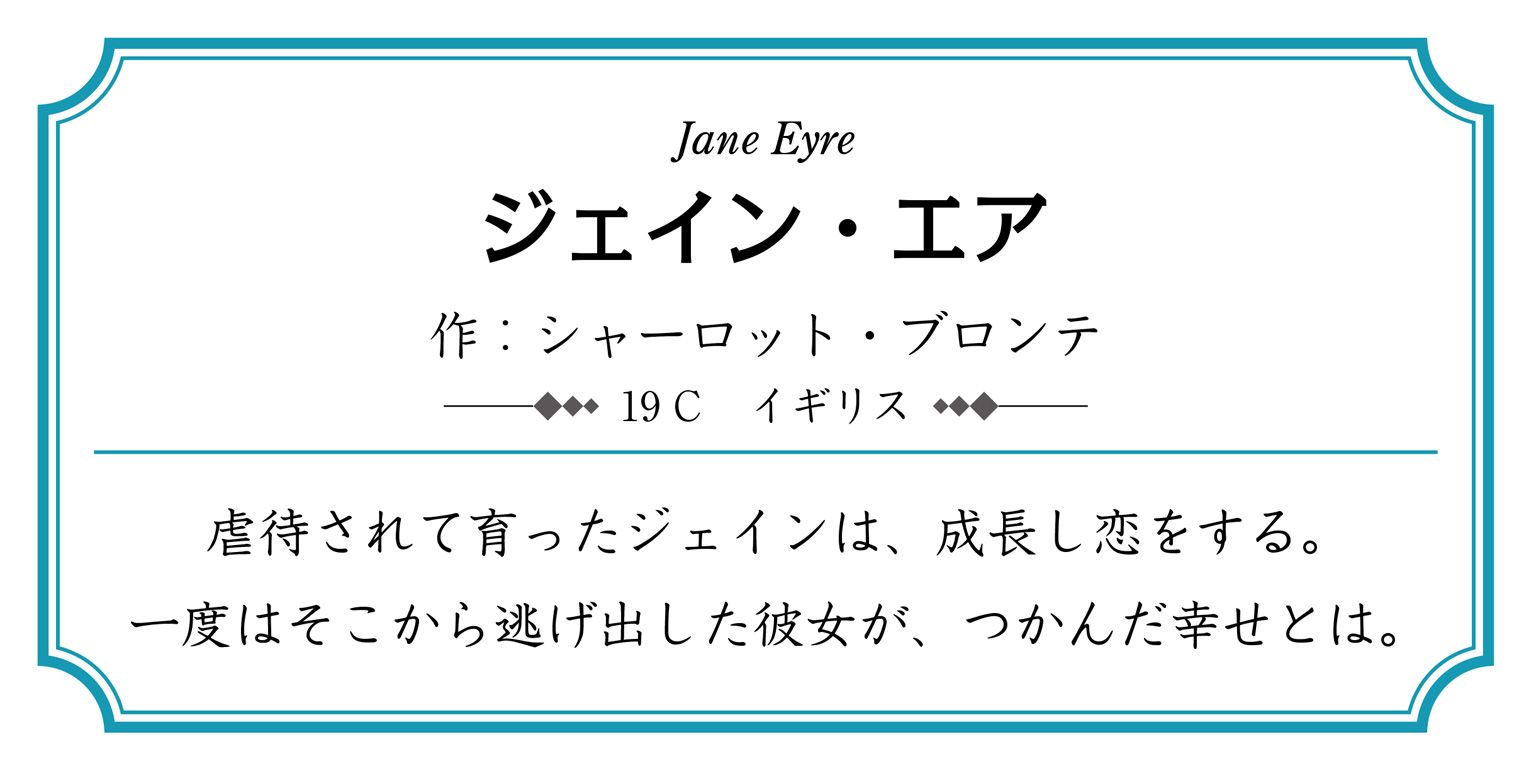 Jane Eyre
ジェイン・エア
作：シャーロット・ブロンテ
19 C　イギリス
虐待されて育ったジェインは、成長し恋をする。
一度はそこから逃げ出した彼女が、つかんだ幸せとは。